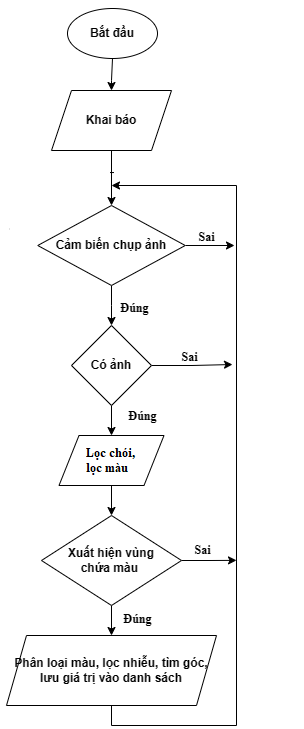 Bắt đầu
Khai báo
Cảm biến chụp ảnh
Sai
Đúng
Có ảnh
Sai
Đúng
Lọc chói,
lọc màu
Xuất hiện vùng
chứa màu
Sai
Đúng
Phân loại màu, lọc nhiễu, tìm góc,
lưu giá trị vào danh sách